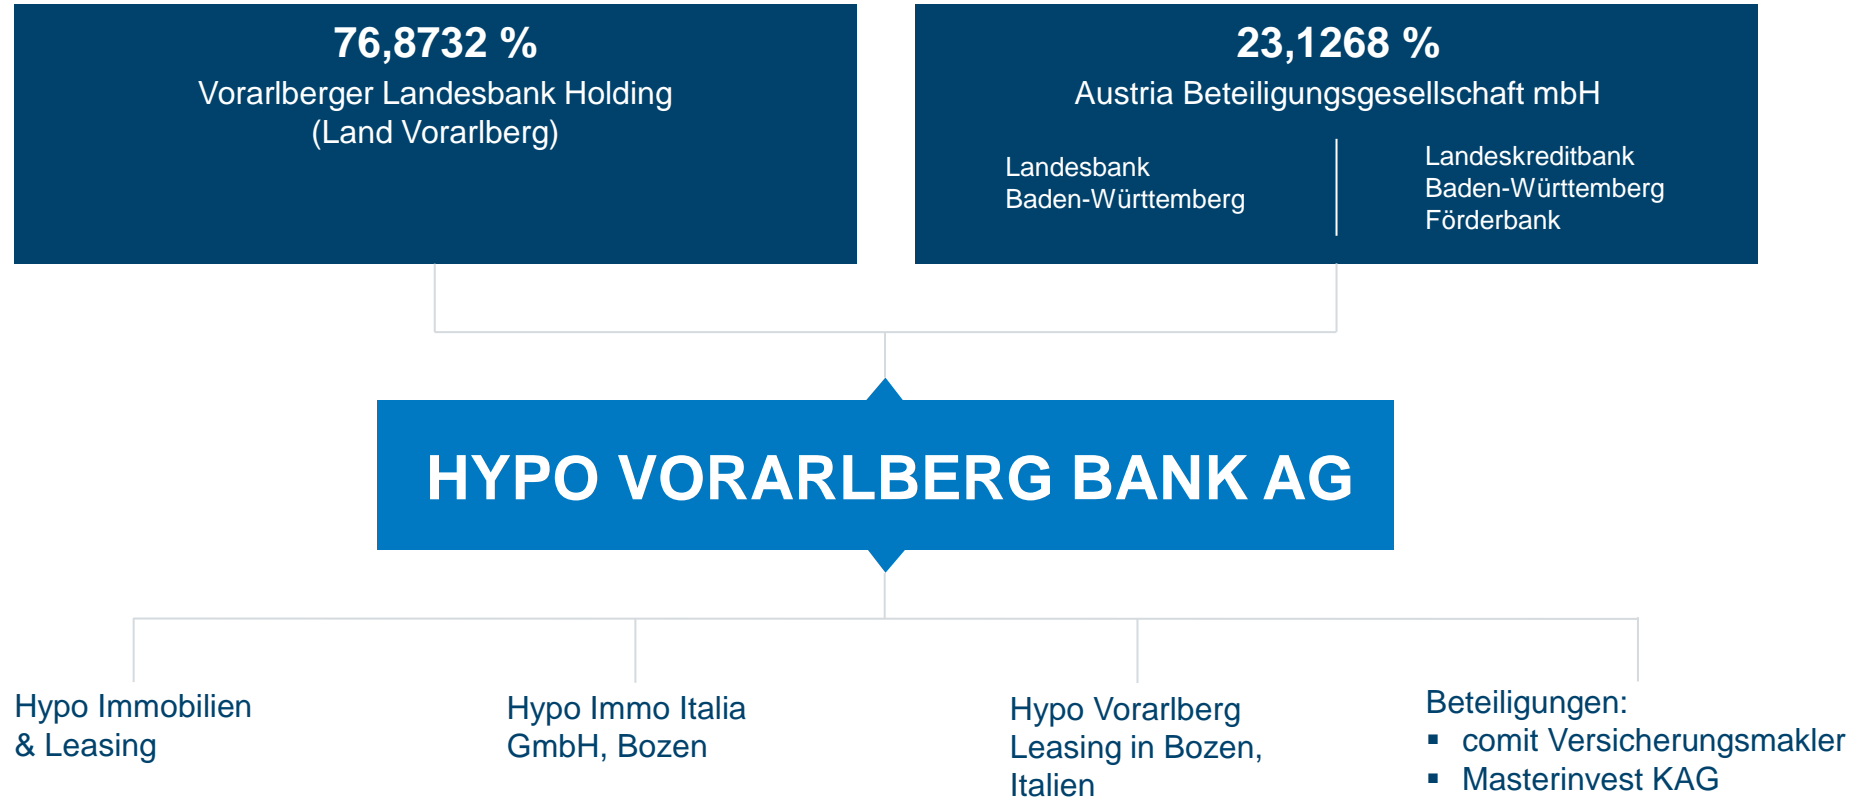 76,8732 %
Vorarlberger Landesbank Holding
(Land Vorarlberg)
23,1268 %
Austria Beteiligungsgesellschaft mbH
Landesbank
Baden-Württemberg
Landeskreditbank
Baden-Württemberg
Förderbank
HYPO VORARLBERG BANK AG
Hypo Immobilien
& Leasing
Hypo Immo Italia
GmbH, Bozen
Hypo Vorarlberg
Leasing in Bozen,
Italien
Beteiligungen:
▪ comit Versicherungsmakler
▪ Masterinvest KAG